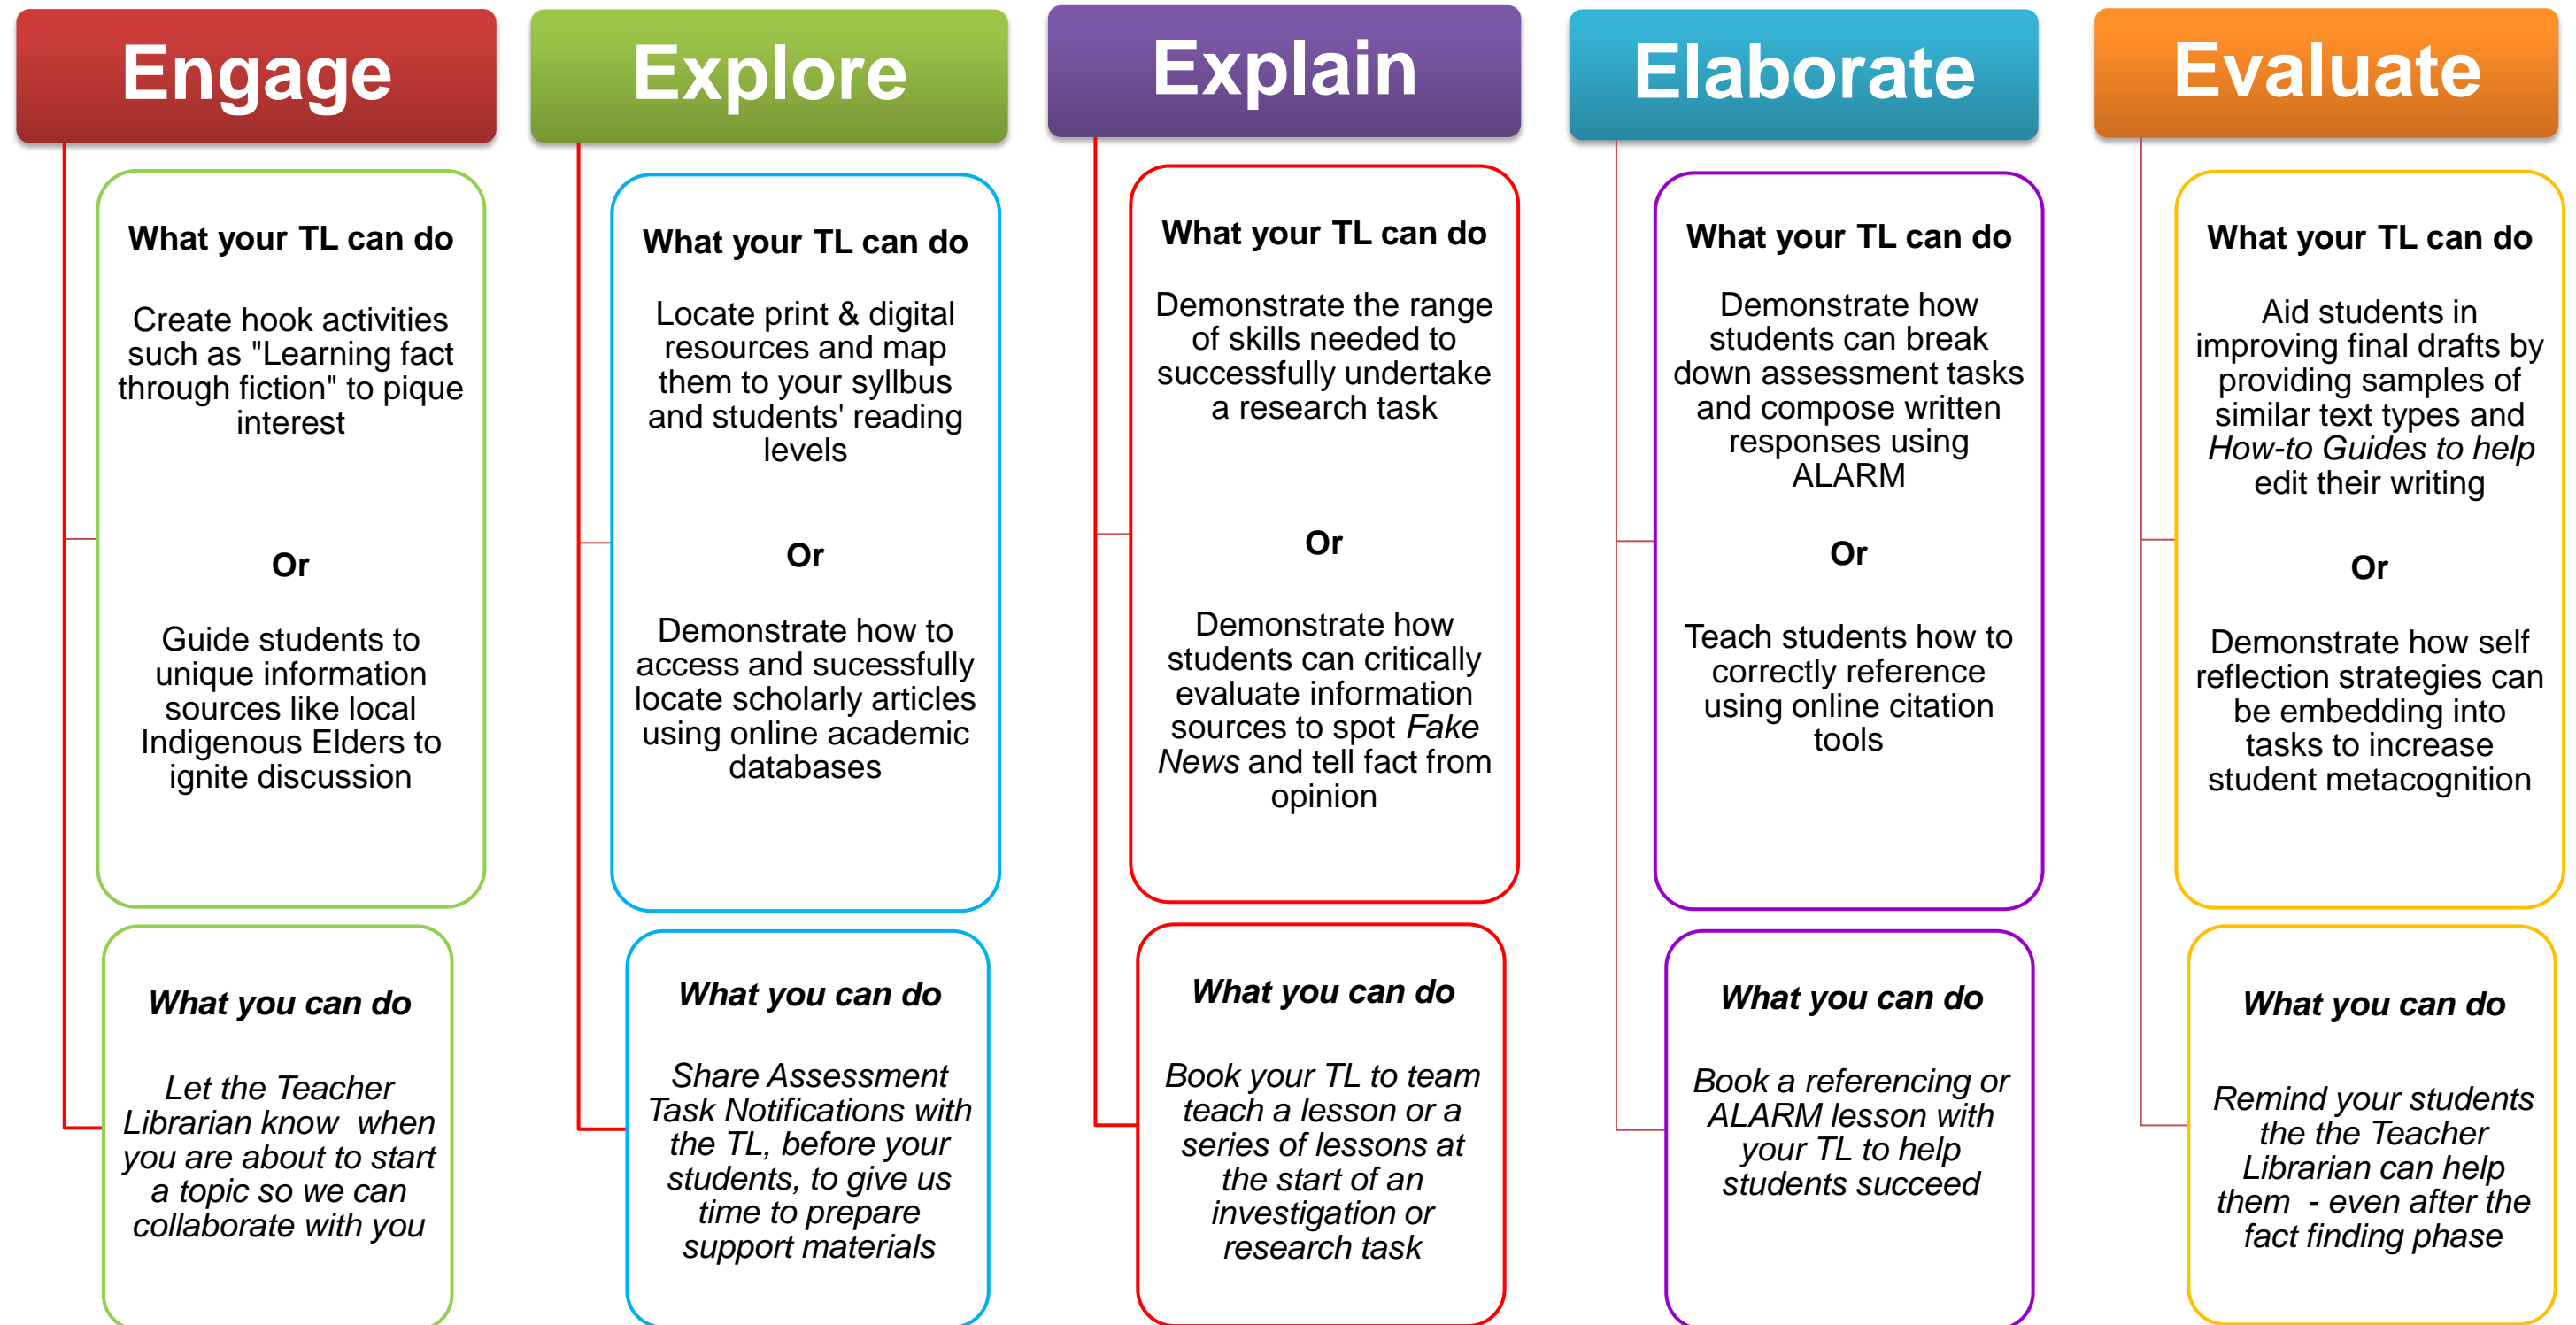 Engage
What your TL can do
Create hook activities
such as "Learning fact
through fiction" to pique
interest
Or
Guide students to
unique information
sources like local
Indigenous Elders to
ignite discussion
What you can do
Let the Teacher
Librarian know  when
you are about to start
a topic so we can
collaborate with you
Explore
What your TL can do
Locate print & digital
resources and map
them to your syllbus
and students' reading
levels
Or
Demonstrate how to
access and sucessfully
locate scholarly articles
using online academic
databases
What you can do
Share Assessment
Task Notifications with
the TL, before your
students, to give us
time to prepare
support materials
Explain
What your TL can do
Demonstrate the range
of skills needed to
successfully undertake
a research task
Or
Demonstrate how
students can critically
evaluate information
sources to spot Fake
News and tell fact from
opinion
What you can do
Book your TL to team
teach a lesson or a
series of lessons at
the start of an
investigation or
research task
Elaborate
What your TL can do
Demonstrate how
students can break
down assessment tasks
and compose written
responses using
ALARM
Or
Teach students how to
correctly reference
using online citation
tools
What you can do
Book a referencing or
ALARM lesson with
your TL to help
students succeed
Evaluate
What your TL can do
Aid students in
improving final drafts by
providing samples of
similar text types and
How-to Guides to help
edit their writing
Or
Demonstrate how self
reflection strategies can
be embedding into
tasks to increase
student metacognition
What you can do
Remind your students
the the Teacher
Librarian can help
them  - even after the
fact finding phase